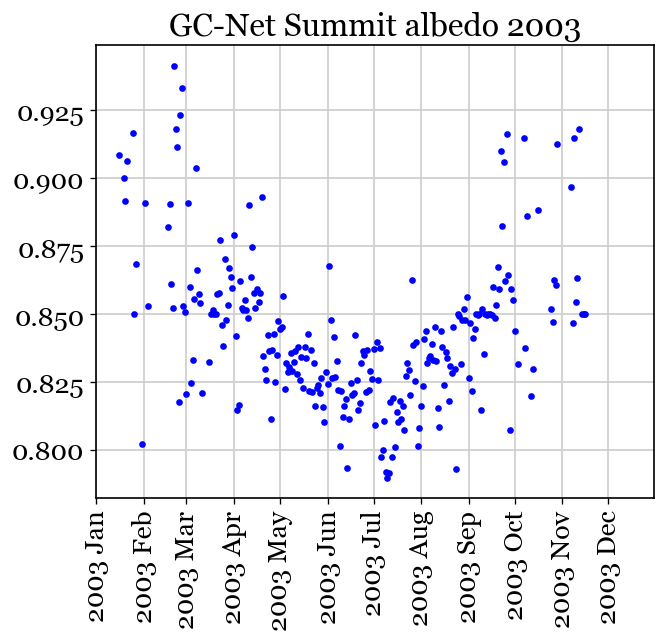 GC-Net Summit albedo 2003
0.925
0.900
0.875
0.850
0.825
0.800
2003 Jan
2003 Feb
2003 Mar
2003 Apr
2003 May
2003 Jun
2003 Jul
2003 Aug
2003 Sep
2003 Oct
2003 Nov
2003 Dec